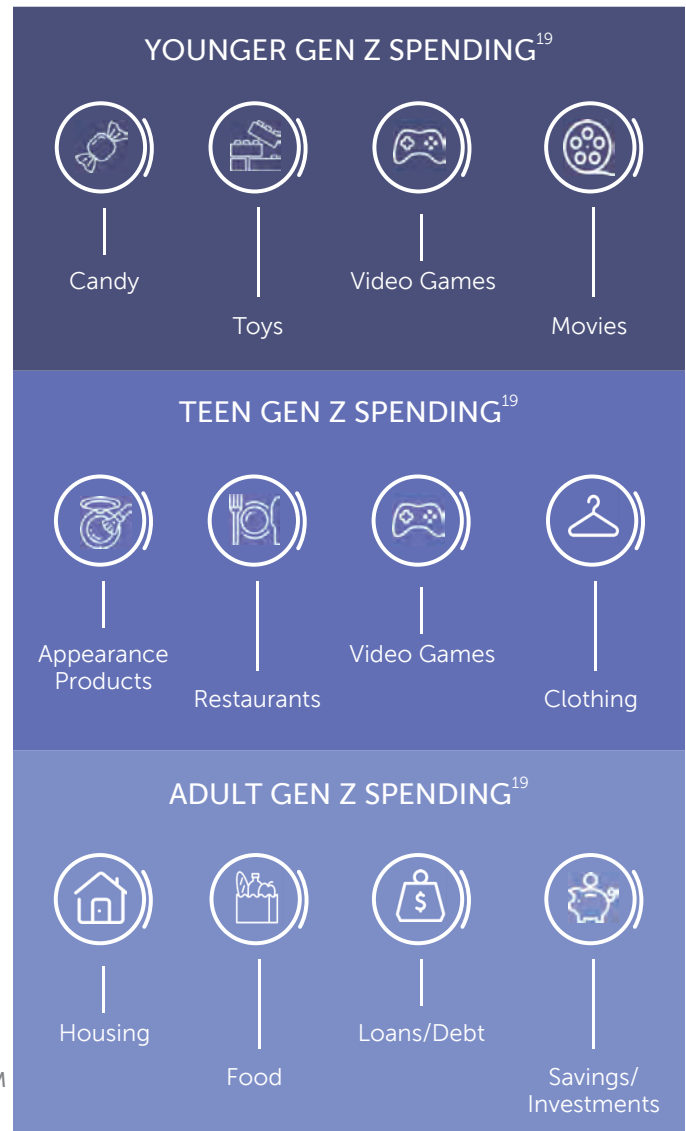 YOUNGER GEN Z SPENDING19
Candy
Toys
Video Games
Movies
TEEN GEN Z SPENDING19
Appearance
Products
Restaurants
Video Games
Clothing
ADULT GEN Z SPENDING19
$
Housing
Food
Loans/Debt
Savings/
Investments
M